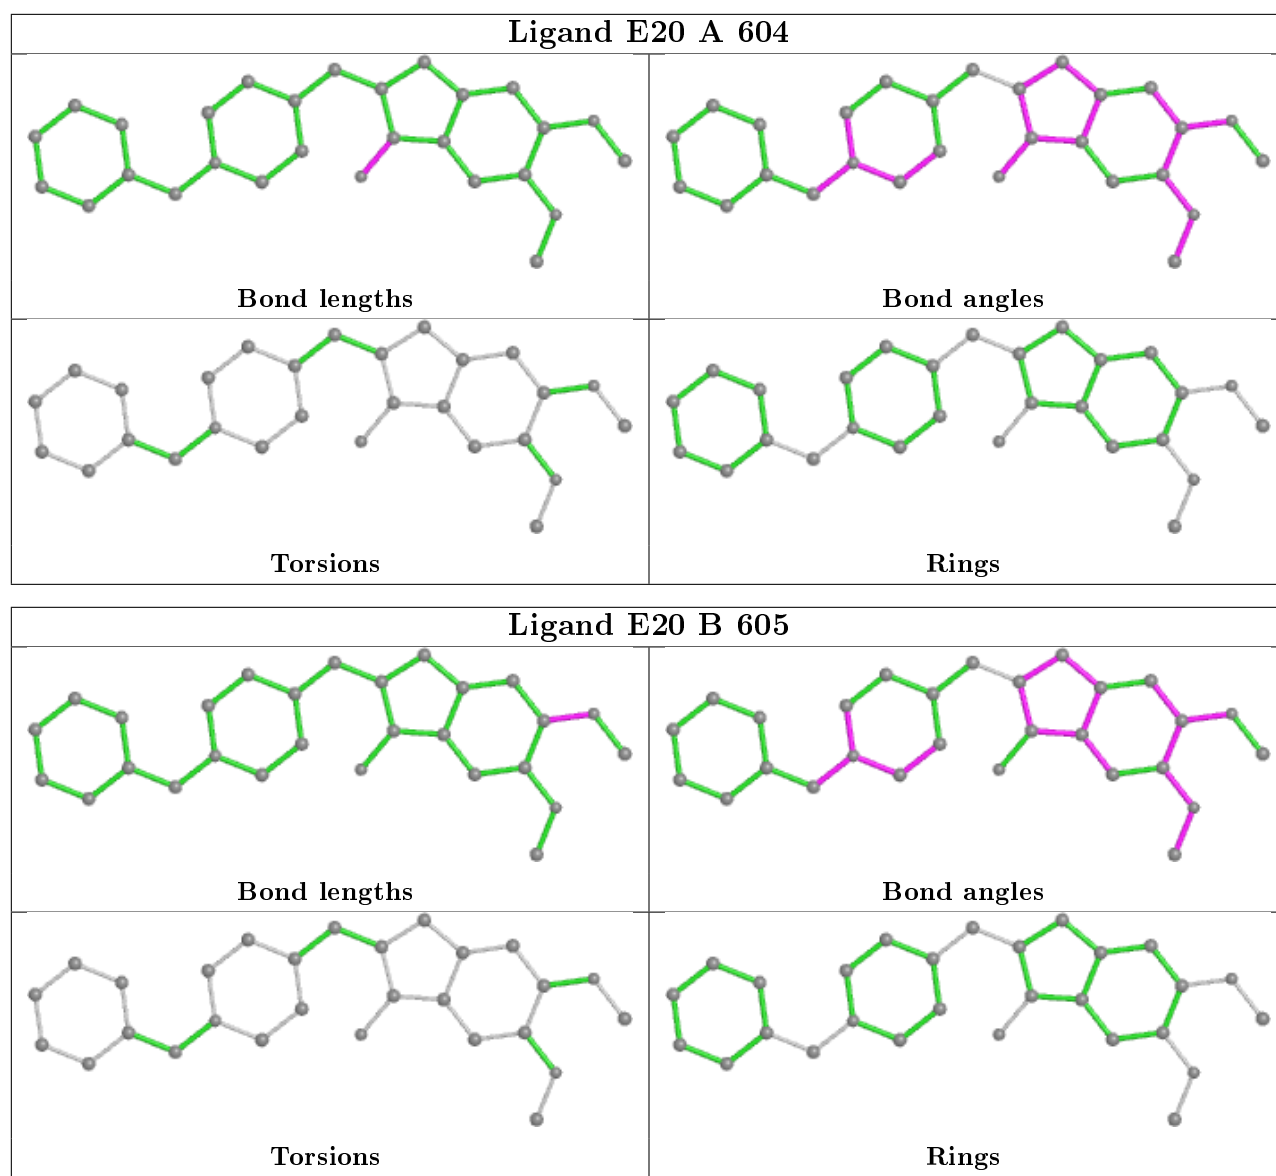 Ligand E20 A 604
Bond lengths
Bond angles
Torsions
Rings
Ligand E20 B 605
Bond lengths
Bond angles
Torsions
Rings